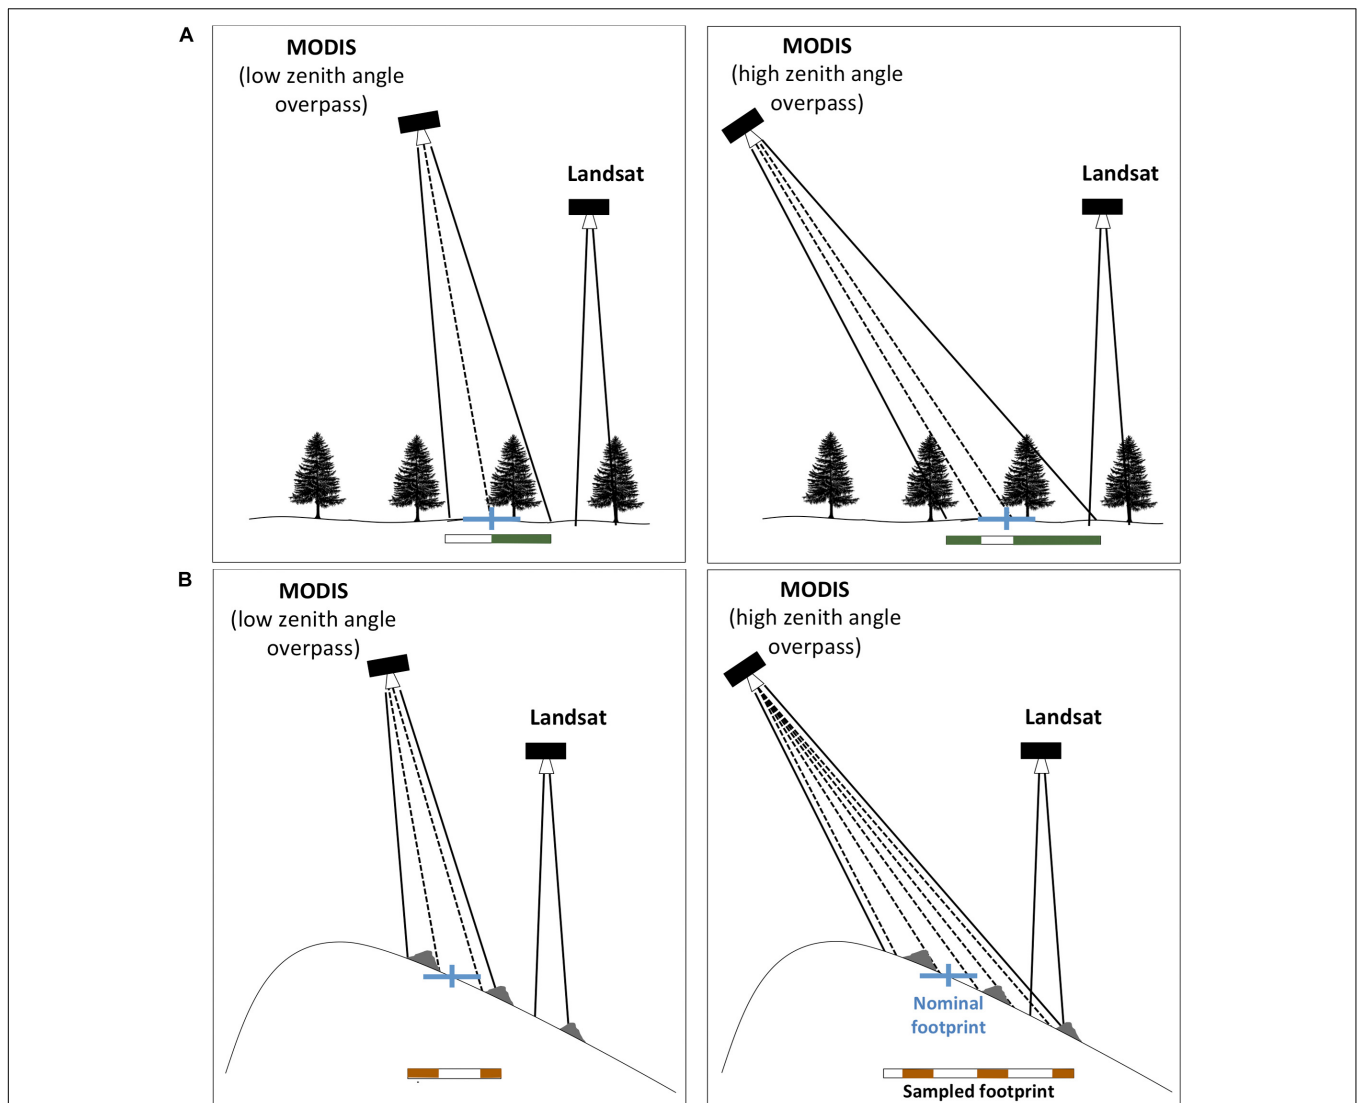 A
MODIS
(low zenith angle
overpass)
Landsat
MODIS
(high zenith angle
overpass)
Landsat
B
MODIS
(low zenith angle
overpass)
Landsat
MODIS
(high zenith angle
overpass)
Landsat
Nominal
footprint
Sampled footprint